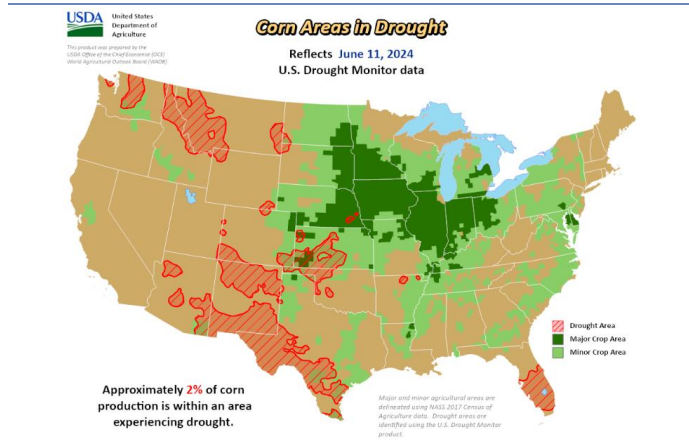 USDA
United States
Department of
Agriculture
This product was prepared by the
USDA Office of the Chief Economist (OCE)
World Agricultural Outlook Board (WAOB)
Corn Areas in Drought
Reflects June 11, 2024
U.S. Drought Monitor data
Drought Area
Major Crop Area
Minor Crop Area
Approximately 2% of corn
production is within an area
experiencing drought.
Major and minor agricultural areas are
delineated using NASS 2017 Census of
Agriculture data. Drought areas are
identified using the U.S. Drought Monitor
product.